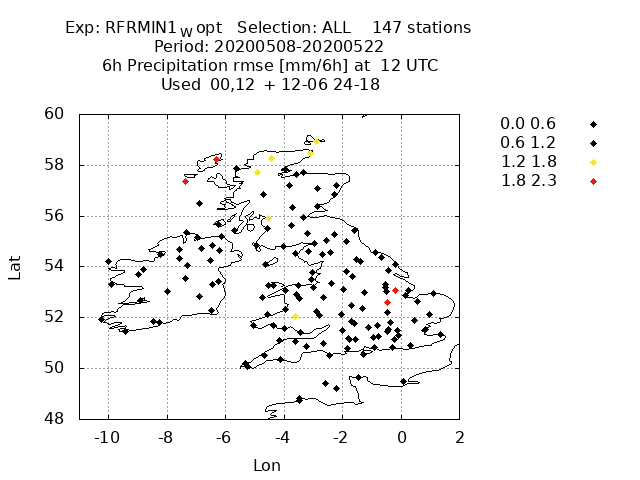 Exp: RFRMIN1Wopt Selection: ALL 147 stations
Period: 20200508-20200522
6h Precipitation rmse [mm/6h] at 12 UTC
Used 00,12 + 12-06 24-18
60
58
56
54
52
50
48
Lat
-10 -8 -6 -4 -2 0 2
Lon
0.0 0.6
0.6 1.2
1.2 1.8
1.8 2.3